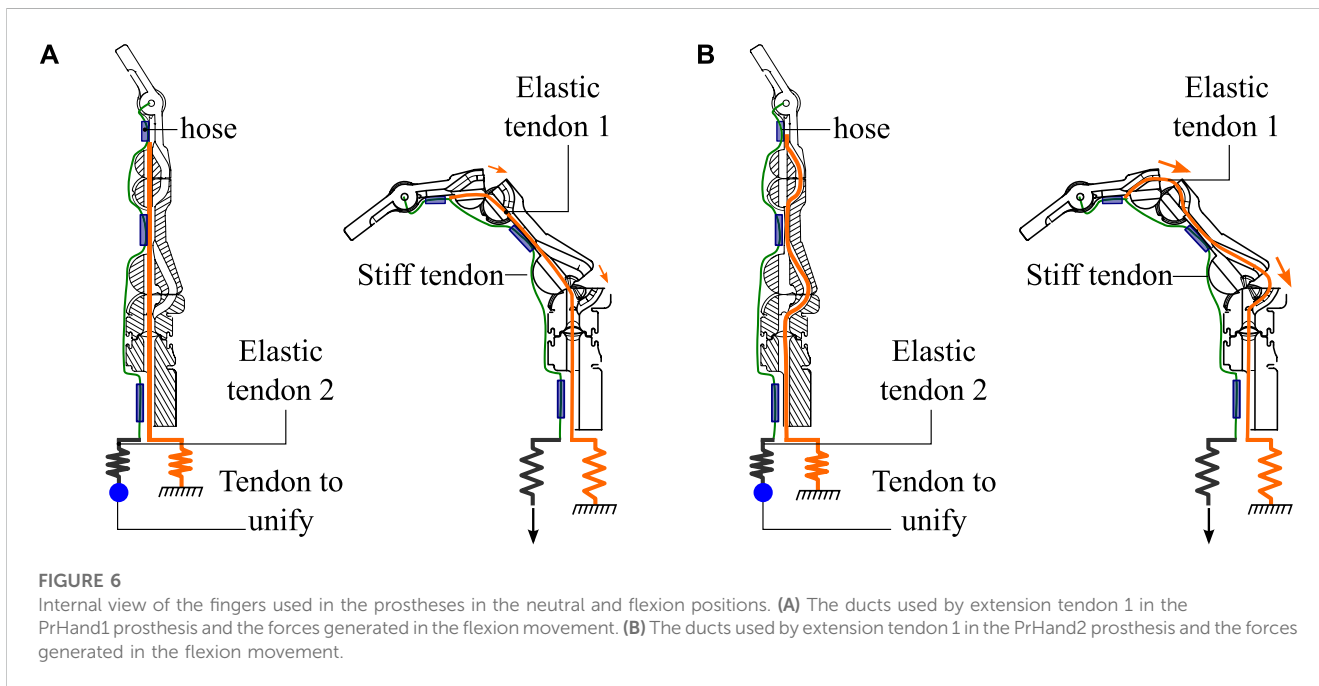 A
B
Elastic
tendon 1
hose
Stiff tendon
Elastic
tendon 2
Tendon to
unify
Elastic
tendon 1
hose
Stiff tendon
Elastic
tendon 2
Tendon to
unify
FIGURE 6
Internal view of the fingers used in the prostheses in the neutral and flexion positions. (A) The ducts used by extension tendon 1 in the
PrHand1 prosthesis and the forces generated in the flexion movement. (B) The ducts used by extension tendon 1 in the PrHand2 prosthesis and the forces
generated in the flexion movement.